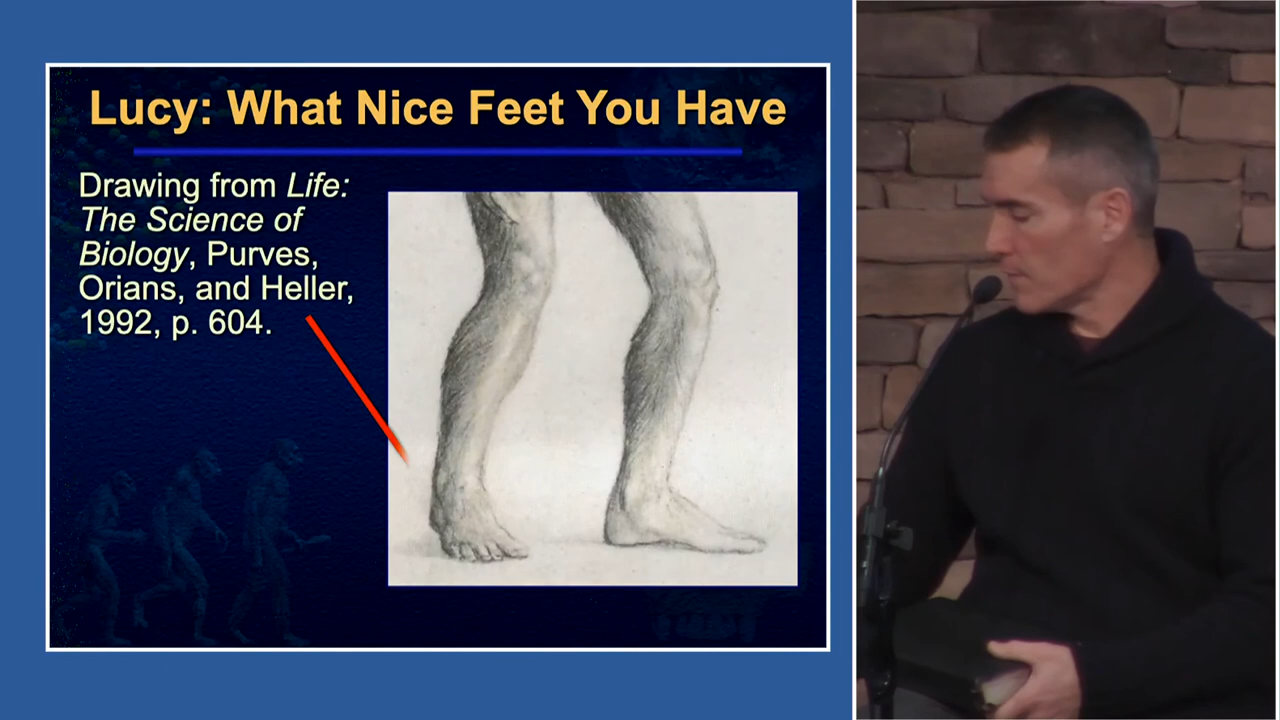 Lucy: What Nice Feet You Have
Drawing from Life:
The Science of
Biology, Purves,
Orians, and Heller,
1992, p. 604.